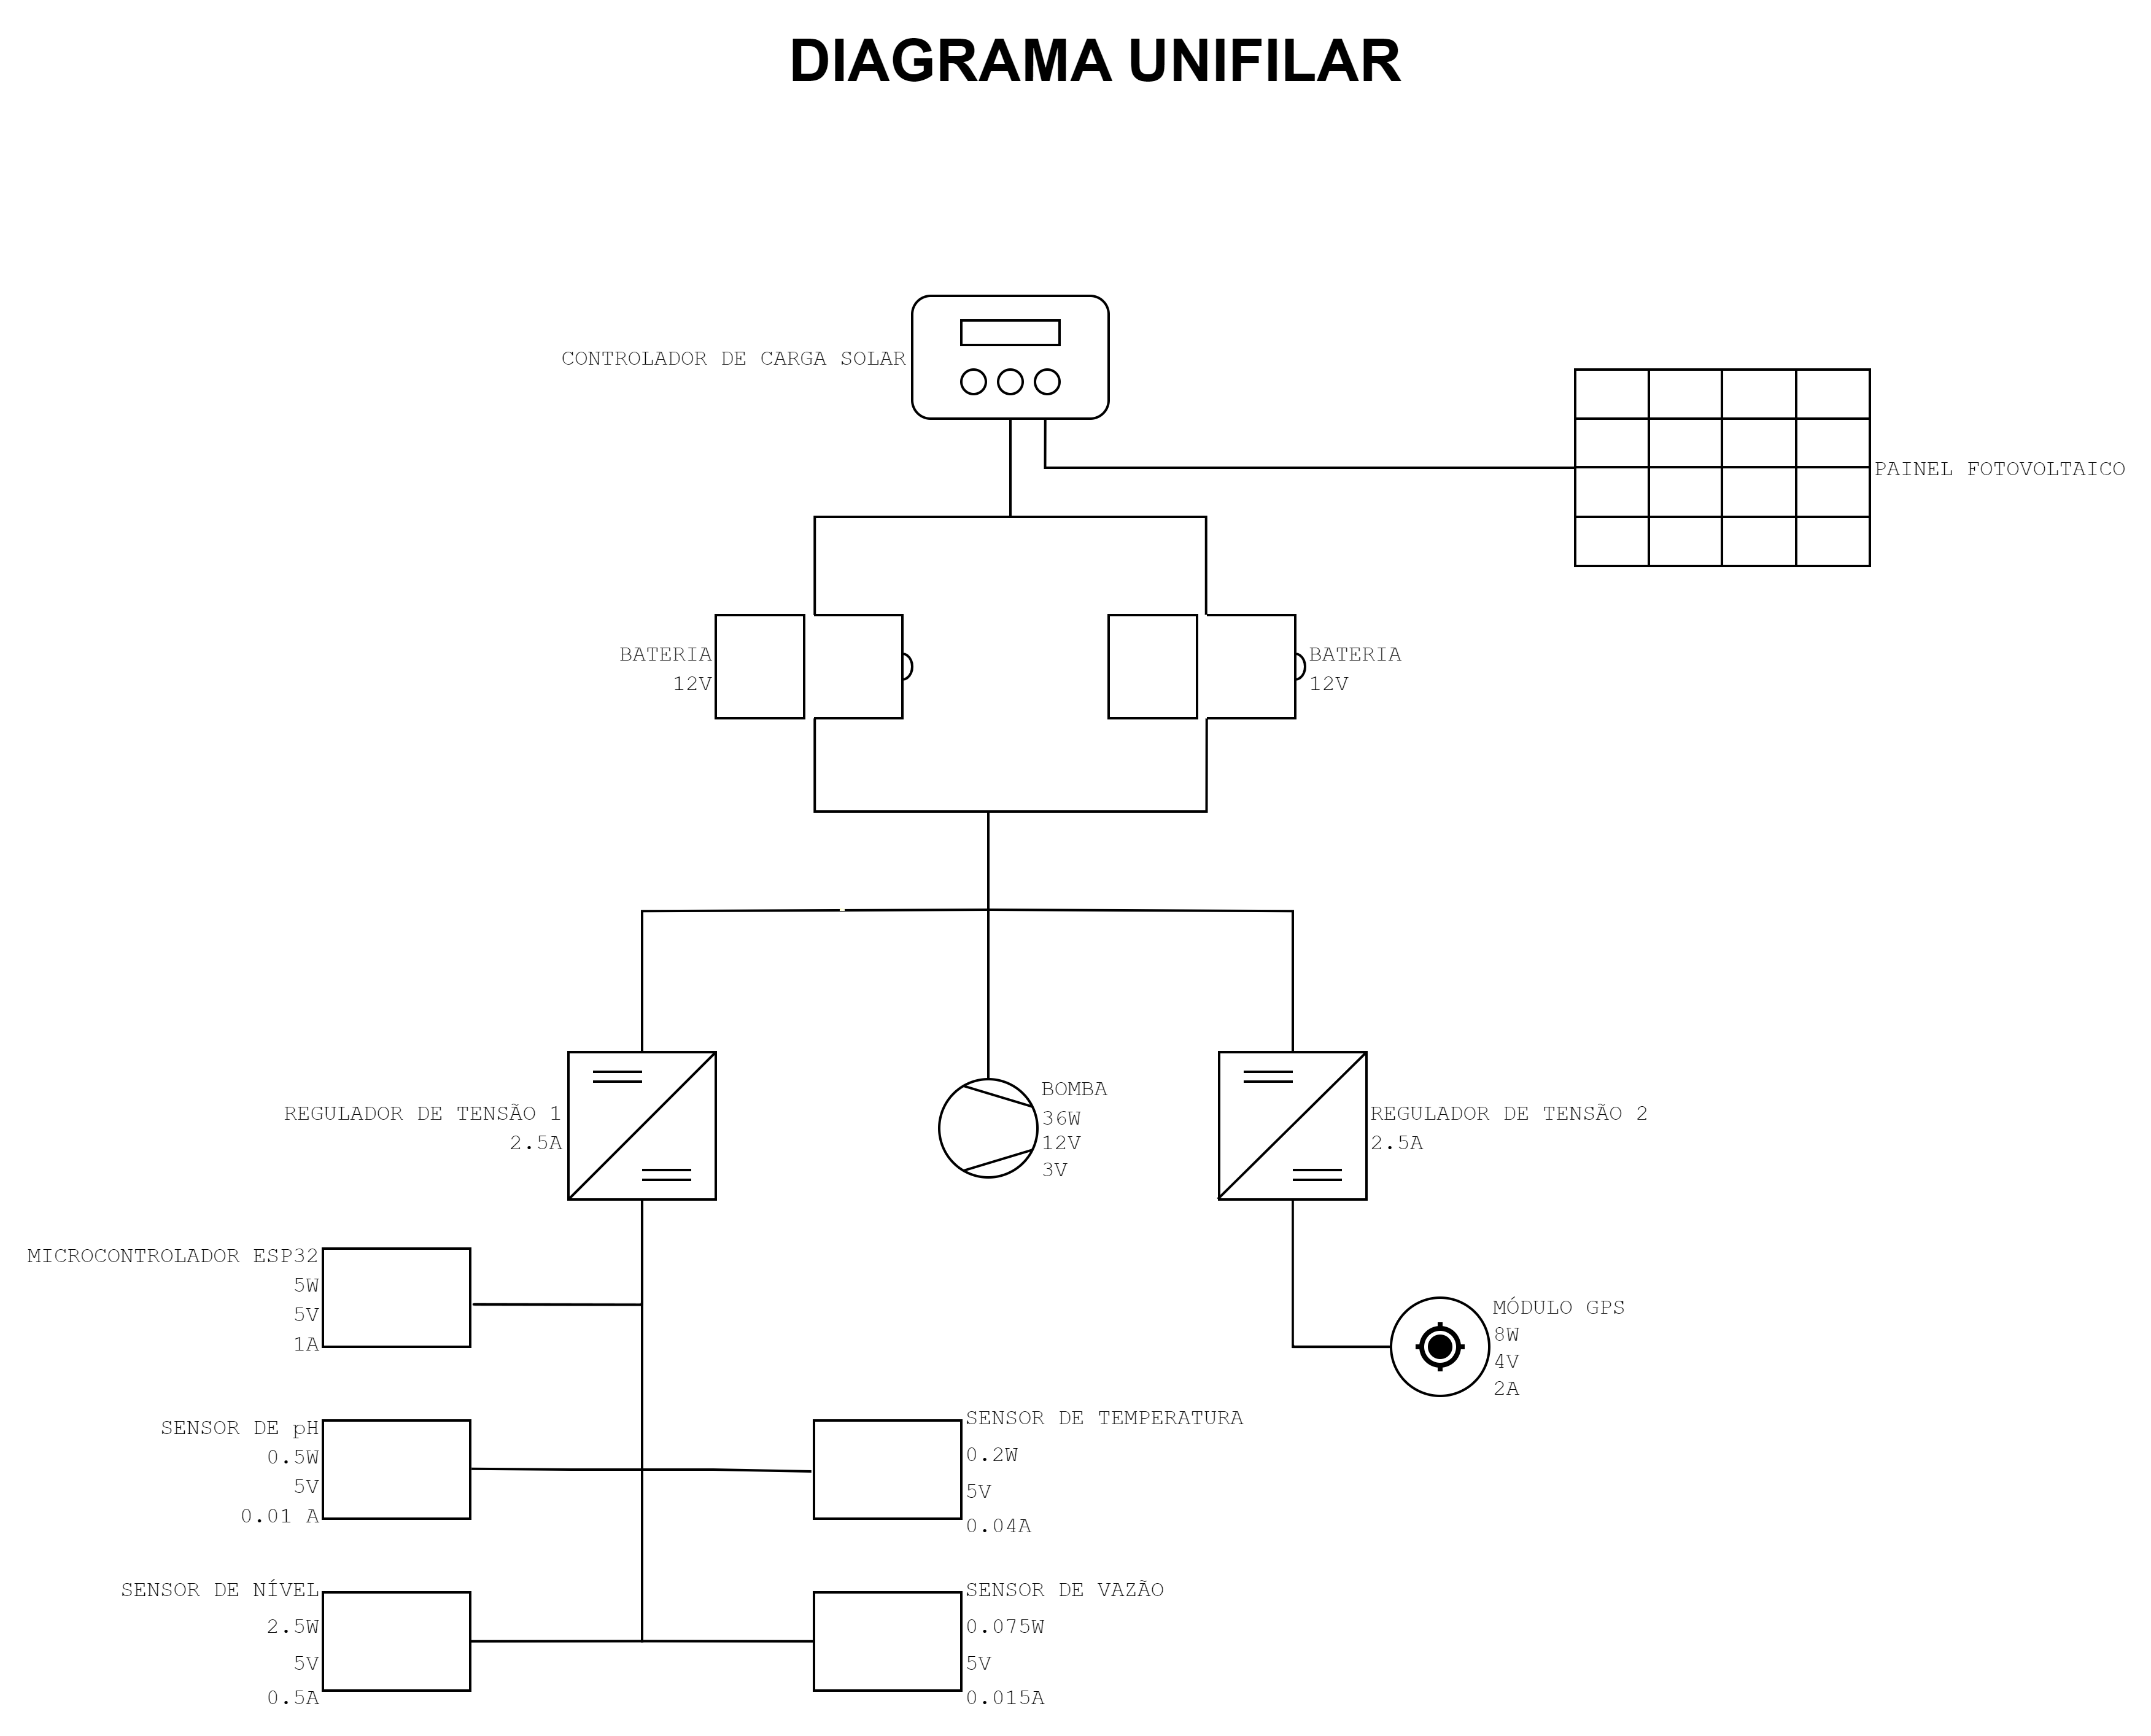 DIAGRAMA UNIFILAR
CONTROLADOR DE CARGA SOLAR
PAINEL FOTOVOLTAICO
BATERIA
12V
BATERIA
12V
REGULADOR DE TENSÃO 1
2.5A
BOMBA
36W
12V
3V
REGULADOR DE TENSÃO 2
2.5A
MICROCONTROLADOR ESP32
5W
5V
1A
MÓDULO GPS
8W
4V
2A
SENSOR DE pH
0.5W
5V
0.01 A
SENSOR DE TEMPERATURA
0.2W
5V
0.04A
SENSOR DE NÍVEL
2.5W
5V
0.5A
SENSOR DE VAZÃO
0.075W
5V
0.015A